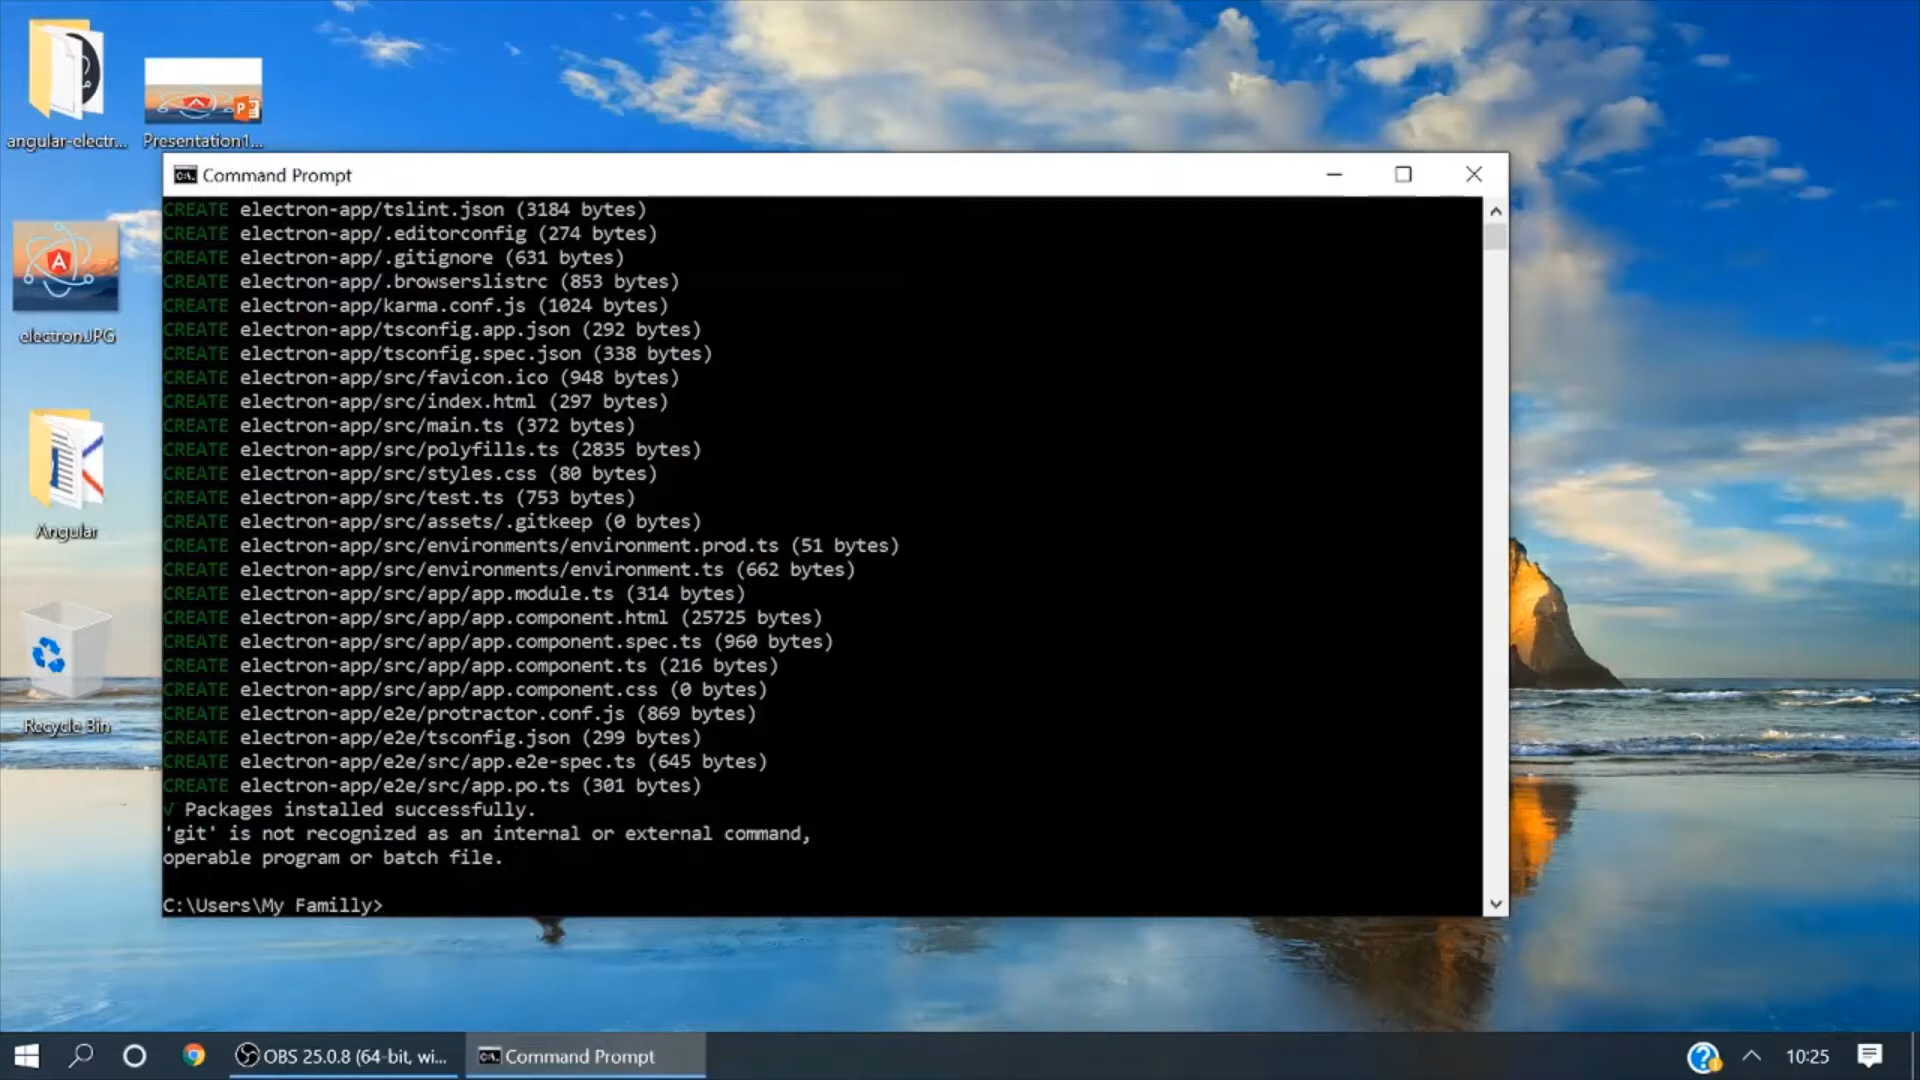 angular-electr...
Presentation1...
Command Prompt
CREATE electron-app/tslint.json (3184 bytes)
CREATE electron-app/.editorconfig (274 bytes)
CREATE electron-app/.gitignore (631 bytes)
CREATE electron-app/.browserslistrc (853 bytes)
CREATE electron-app/karma.conf.js (1024 bytes)
CREATE electron-app/tsconfig.app.json (292 bytes)
CREATE electron-app/tsconfig.spec.json (338 bytes)
CREATE electron-app/src/favicon.ico (948 bytes)
CREATE electron-app/src/index.html (297 bytes)
CREATE electron-app/src/main.ts (372 bytes)
CREATE electron-app/src/polyfills.ts (2835 bytes)
CREATE electron-app/src/styles.css (80 bytes)
CREATE electron-app/src/test.ts (753 bytes)
CREATE electron-app/src/assets/.gitkeep (0 bytes)
CREATE electron-app/src/environments/environment.prod.ts (51 bytes)
CREATE electron-app/src/environments/environment.ts (662 bytes)
CREATE electron-app/src/app/app.module.ts (314 bytes)
CREATE electron-app/src/app/app.component.html (25725 bytes)
CREATE electron-app/src/app/app.component.spec.ts (960 bytes)
CREATE electron-app/src/app/app.component.ts (216 bytes)
CREATE electron-app/src/app/app.component.css (0 bytes)
CREATE electron-app/e2e/protractor.conf.js (869 bytes)
CREATE electron-app/e2e/tsconfig.json (299 bytes)
CREATE electron-app/e2e/src/app.e2e-spec.ts (645 bytes)
CREATE electron-app/e2e/src/app.po.ts (301 bytes)
√ Packages installed successfully.
'git' is not recognized as an internal or external command,
operable program or batch file.
C:\Users\My Familly>
electron.JPG
Angular
Recycle Bin
OBS 25.0.8 (64-bit, wi...
Command Prompt
10:25